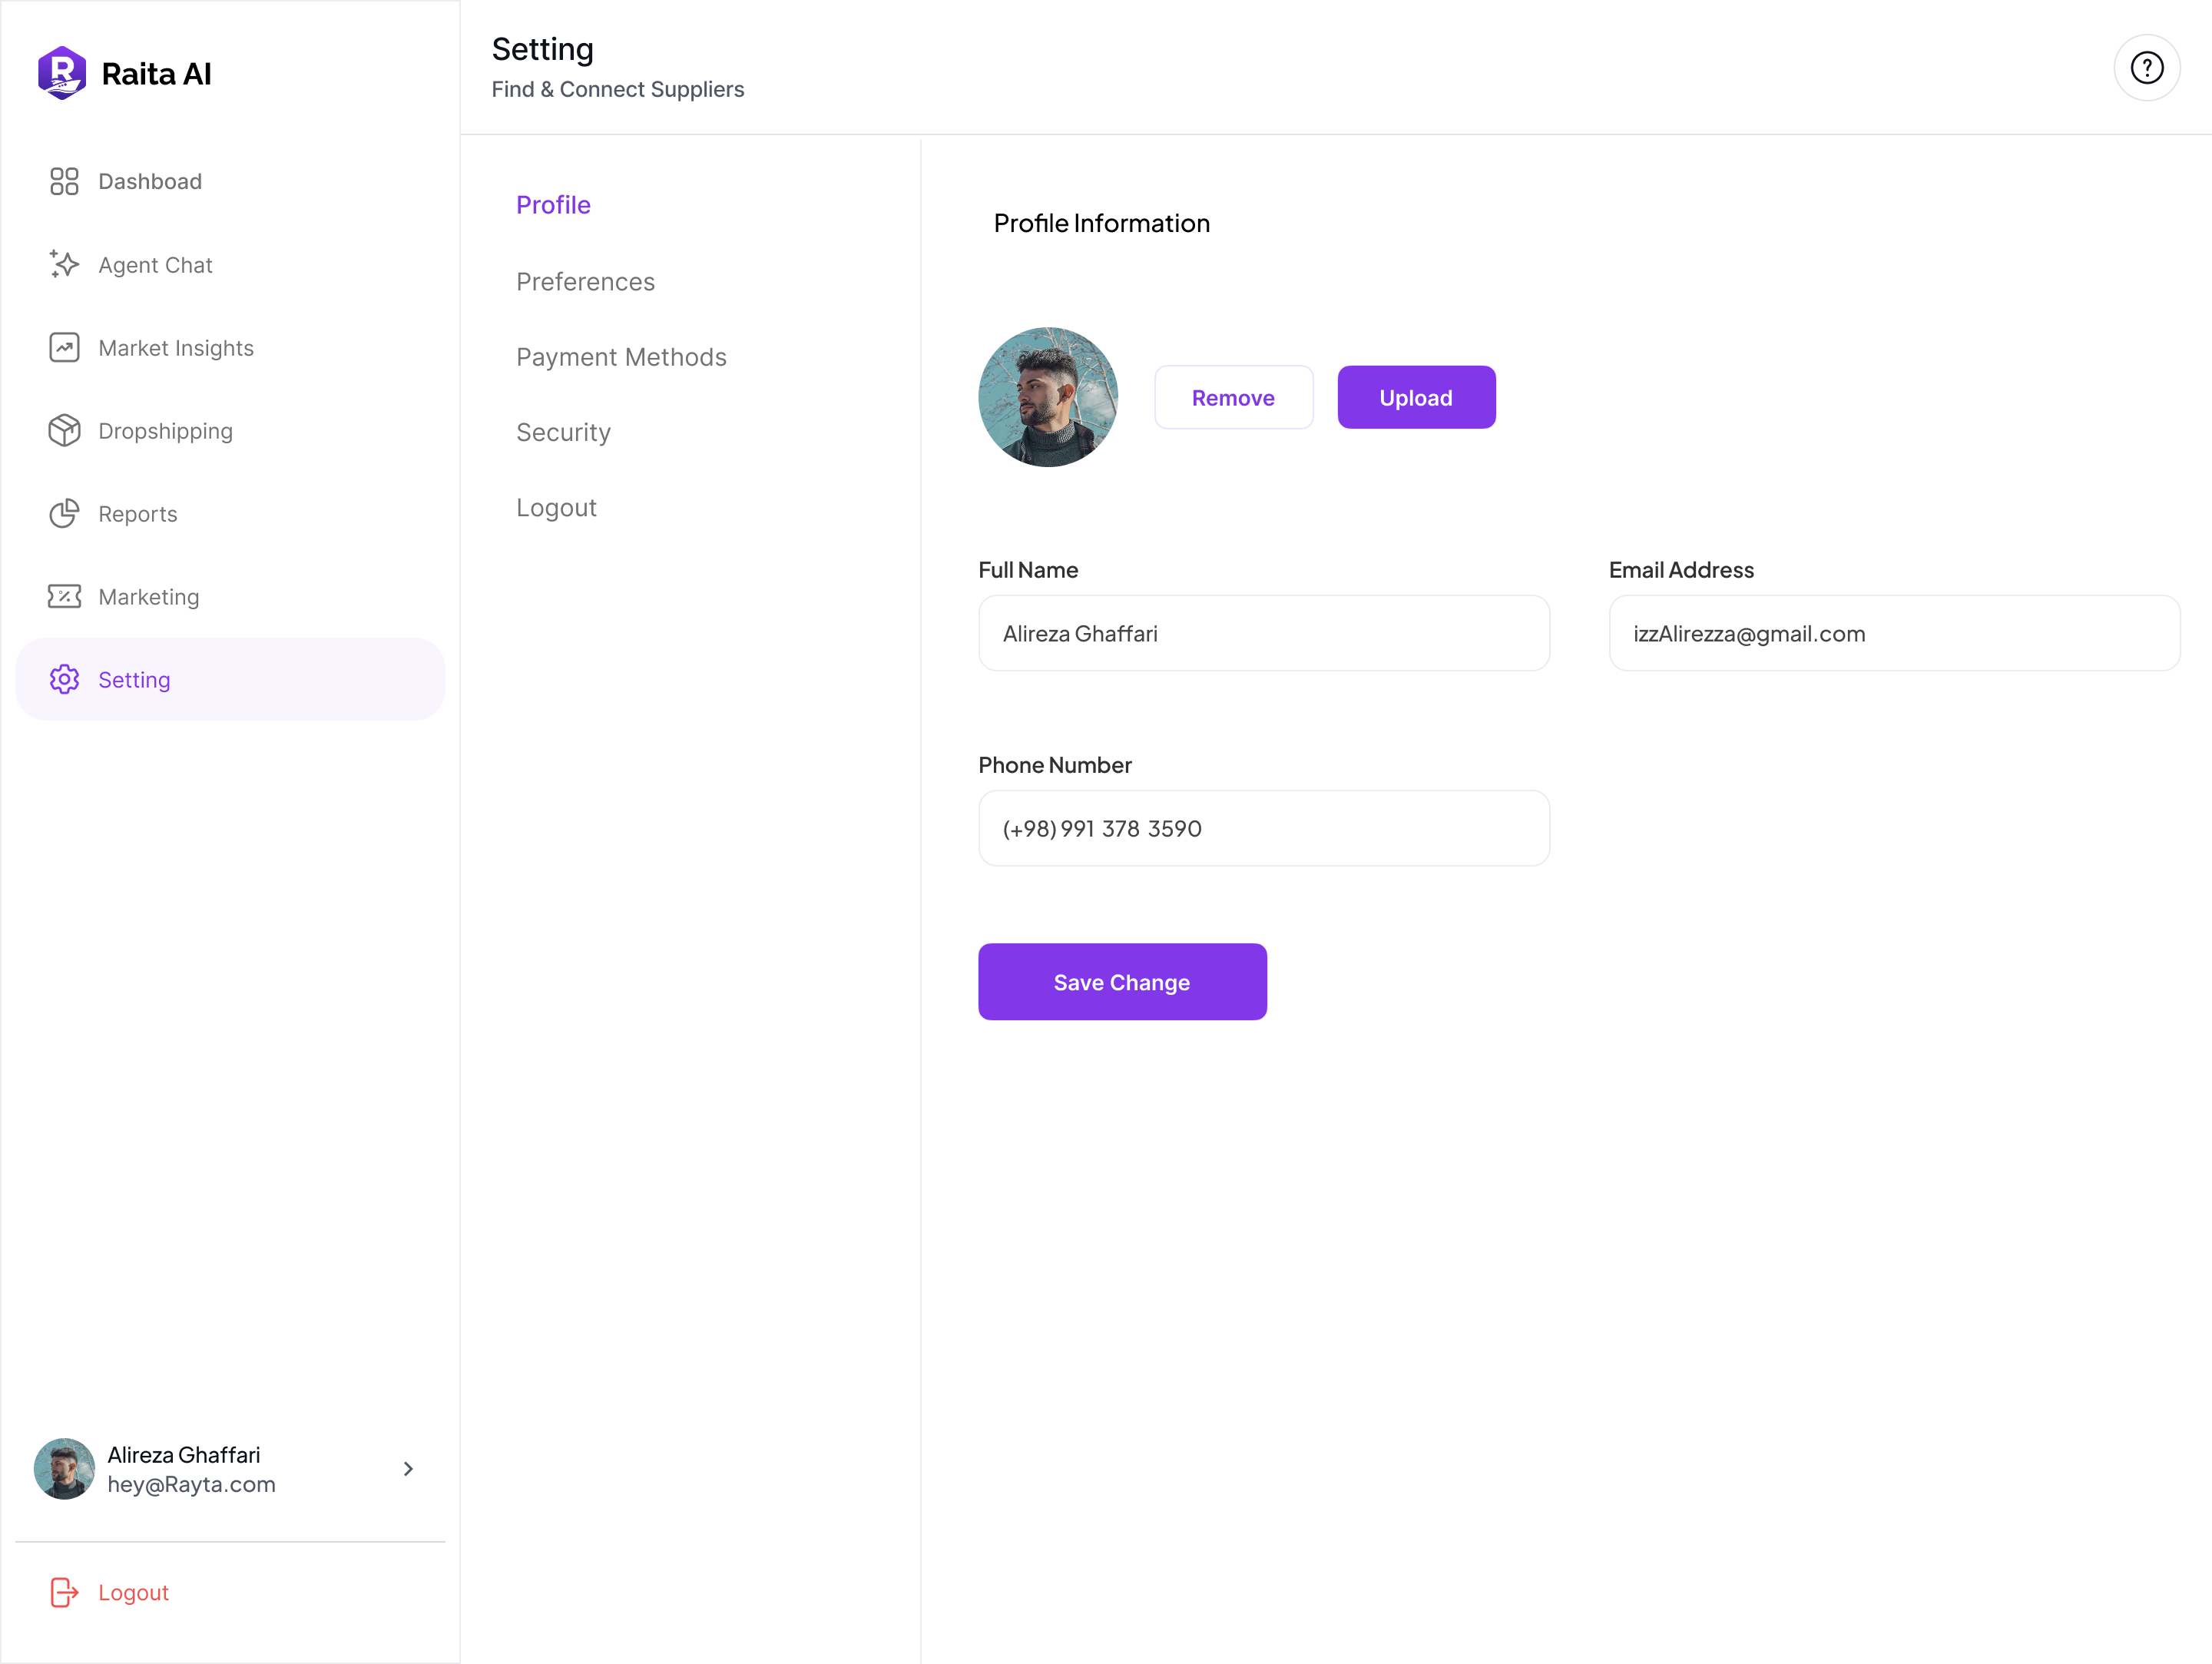 Raita AI
Dashboad
Agent Chat
Market Insights
Dropshipping
Reports
Marketing
Setting
Alireza Ghaffari
hey@Rayta.com
Logout
Setting
Find & Connect Suppliers
Profile
Preferences
Payment Methods
Security
Logout
Profile Information
Remove
Upload
Full Name
Alireza Ghaffari
Email Address
izzAlirezza@gmail.com
Phone Number
(+98) 991 378 3590
Save Change